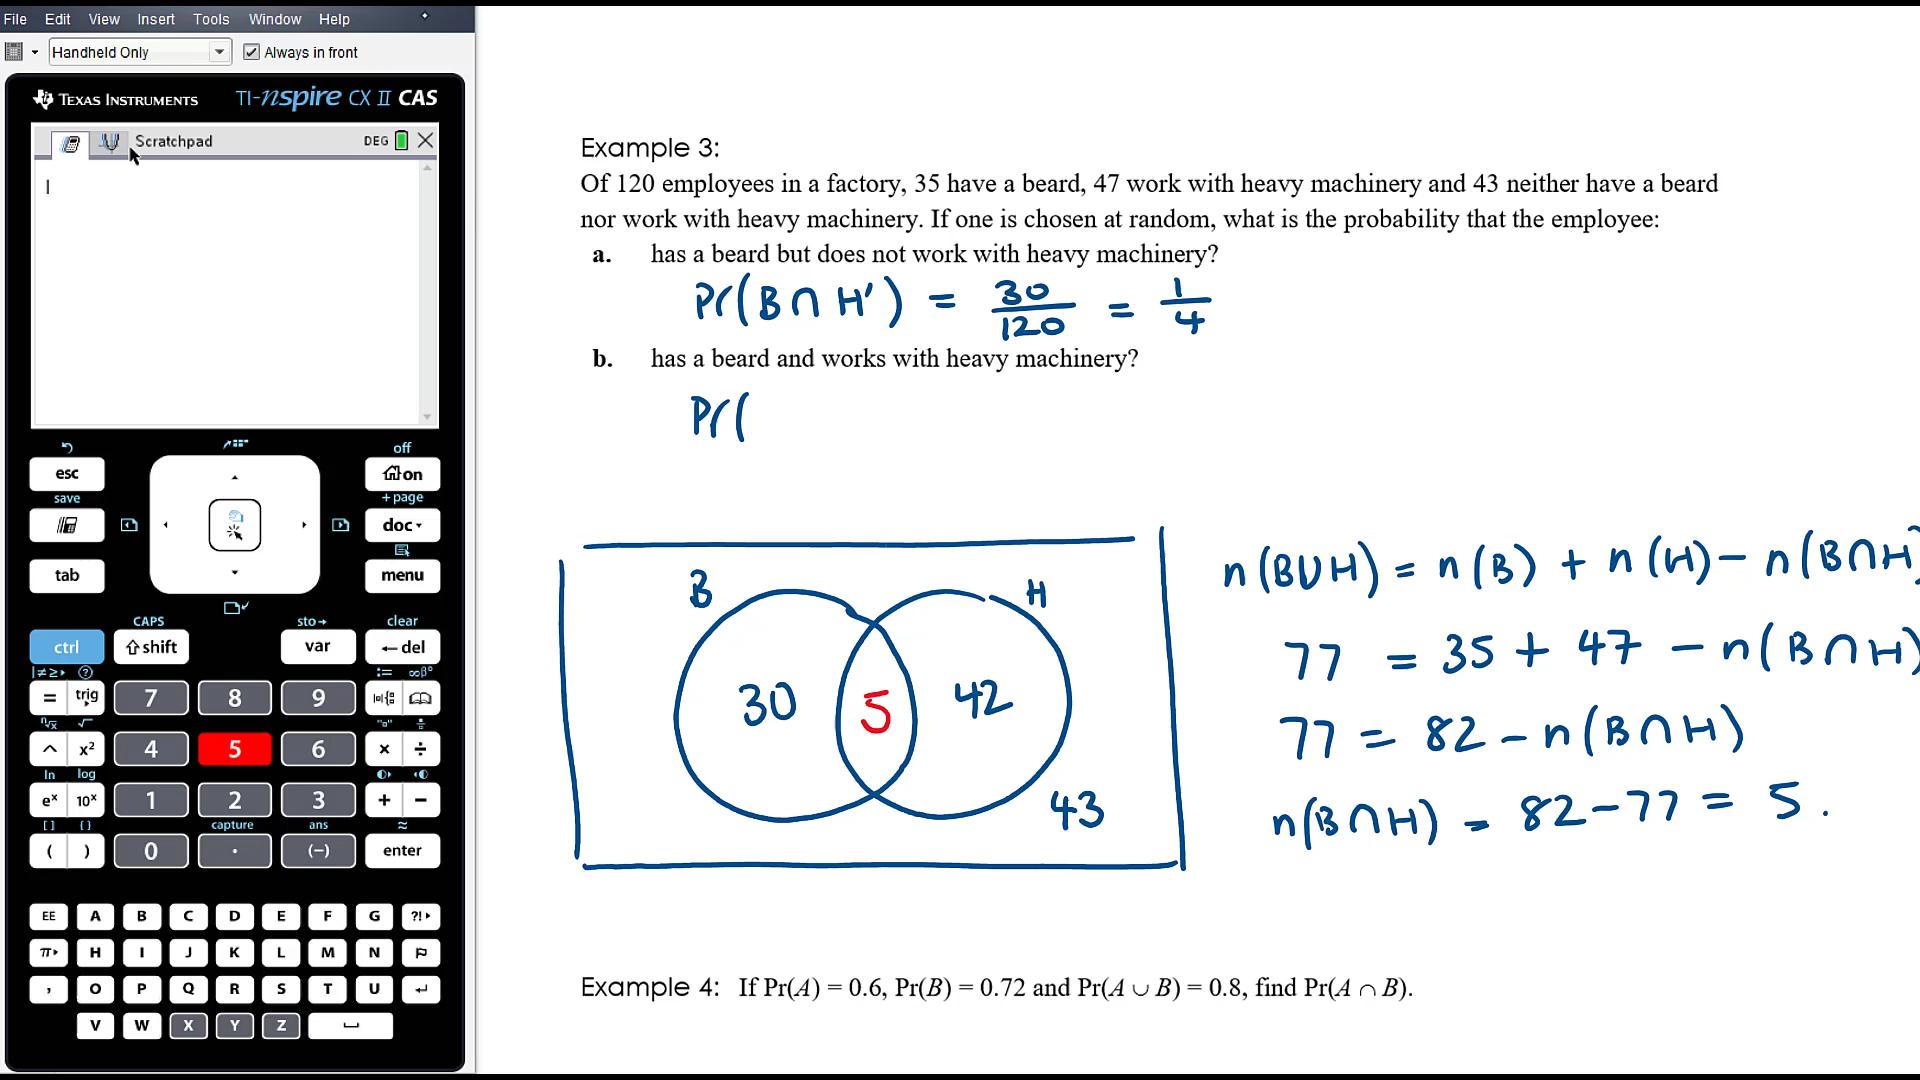 File Edit View Insert Tools Window Help
Handheld Only Always in front
TEXAS INSTRUMENTS TI-nspire CX II CAS
Scratchpad DEG
off
esc on
save + page
doc
tab menu
CAPS sto→ clear
ctrl shift var ←del
= trig 7 8 9
^ x² 4 5 6 × ÷
ln log
eˣ 10ˣ 1 2 3 + −
[ ] { } capture ans ≈
( ) 0 . (−) enter
EE A B C D E F G ?!▸
π▸ H I J K L M N
, O P Q R S T U
V W X Y Z
Example 3:
Of 120 employees in a factory, 35 have a beard, 47 work with heavy machinery and 43 neither have a beard
nor work with heavy machinery. If one is chosen at random, what is the probability that the employee:
a. has a beard but does not work with heavy machinery?
Pr(B ∩ H') = 30/120 = 1/4
b. has a beard and works with heavy machinery?
Pr(
B H
30 5 42
43
n(B∪H) = n(B) + n(H) − n(B∩H)
77 = 35 + 47 − n(B∩H)
77 = 82 − n(B∩H)
n(B∩H) = 82 − 77 = 5.
Example 4: If Pr(A) = 0.6, Pr(B) = 0.72 and Pr(A ∪ B) = 0.8, find Pr(A ∩ B).